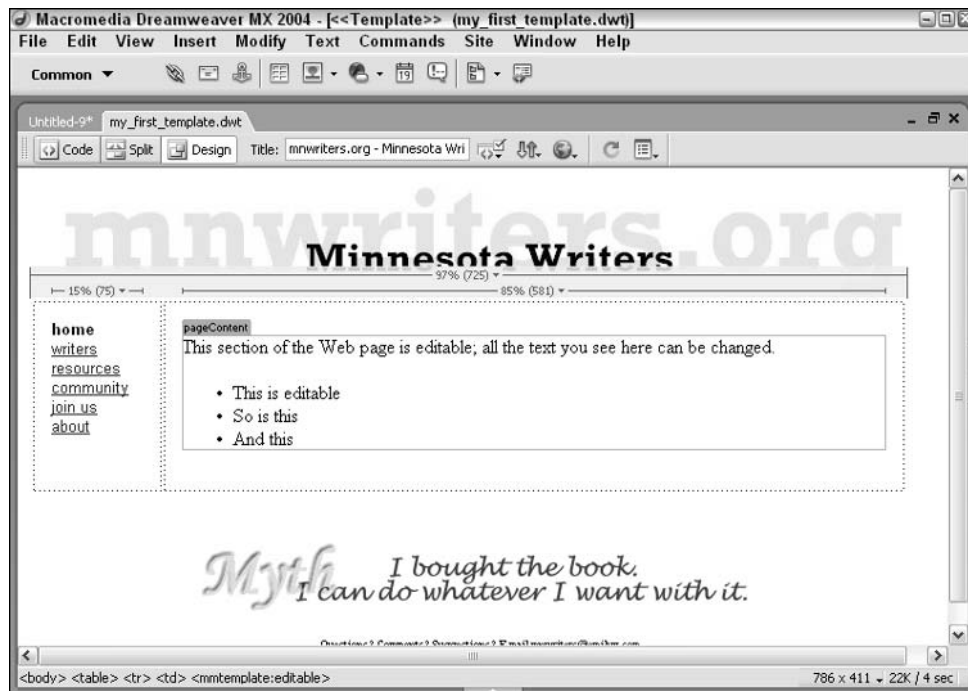 Macromedia Dreamweaver MX 2004 - [<<Template>> (my_first_template.dwt)]
File Edit View Insert Modify Text Commands Site Window Help
Common
19
Untitled-9* my_first_template.dwt
Code Split Design Title: mnwriters.org - Minnesota Wri
mnwriters.org
Minnesota Writers
97% (725)
15% (75) 85% (581)
home
writers
resources
community
join us
about
pageContent
This section of the Web page is editable; all the text you see here can be changed.
• This is editable
• So is this
• And this
Myth I bought the book.
I can do whatever I want with it.
Questions? Comments? Suggestions? E
<body> <table> <tr> <td> <mmtemplate:editable> 786 x 411 22K / 4 sec